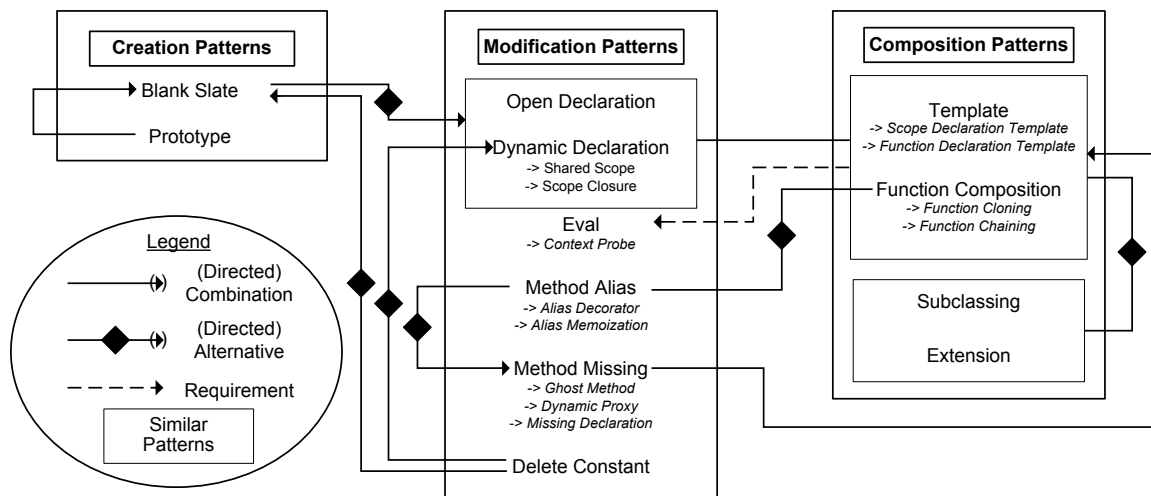 Creation Patterns
Blank Slate
Prototype
Legend
(Directed)
Combination
(Directed)
Alternative
Requirement
Similar
Patterns
Modification Patterns
Open Declaration
Dynamic Declaration
-> Shared Scope
-> Scope Closure
Eval
-> Context Probe
Method Alias
-> Alias Decorator
-> Alias Memoization
Method Missing
-> Ghost Method
-> Dynamic Proxy
-> Missing Declaration
Delete Constant
Composition Patterns
Template
-> Scope Declaration Template
-> Function Declaration Template
Function Composition
-> Function Cloning
-> Function Chaining
Subclassing
Extension